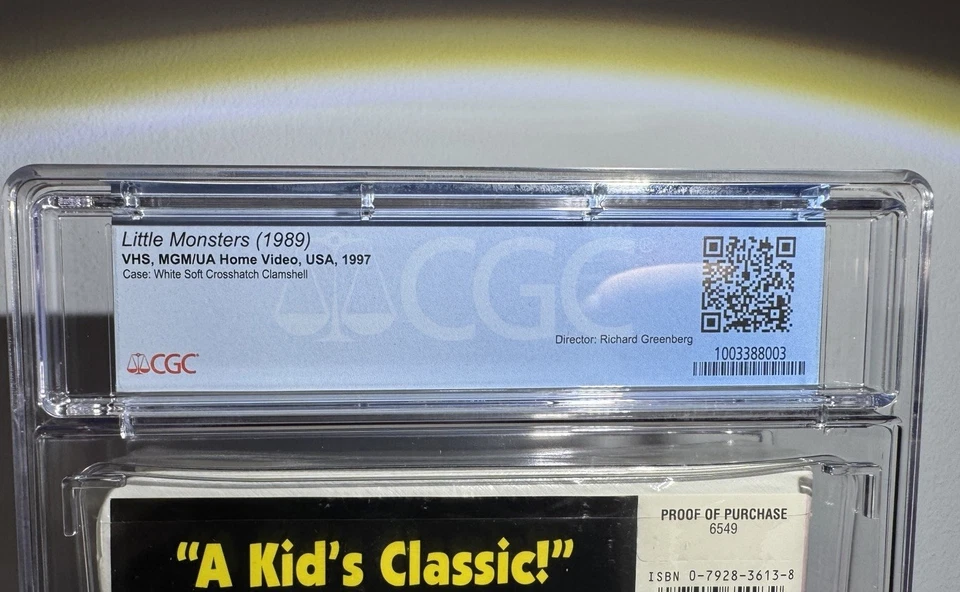 Little Monsters (1989)
VHS, MGM/UA Home Video, USA, 1997
Case: White Soft Crosshatch Clamshell
CGC
Director: Richard Greenberg
CGC
1003388003
"A Kid's Classic!"
PROOF OF PURCHASE
6549
ISBN 0-7928-3613-8